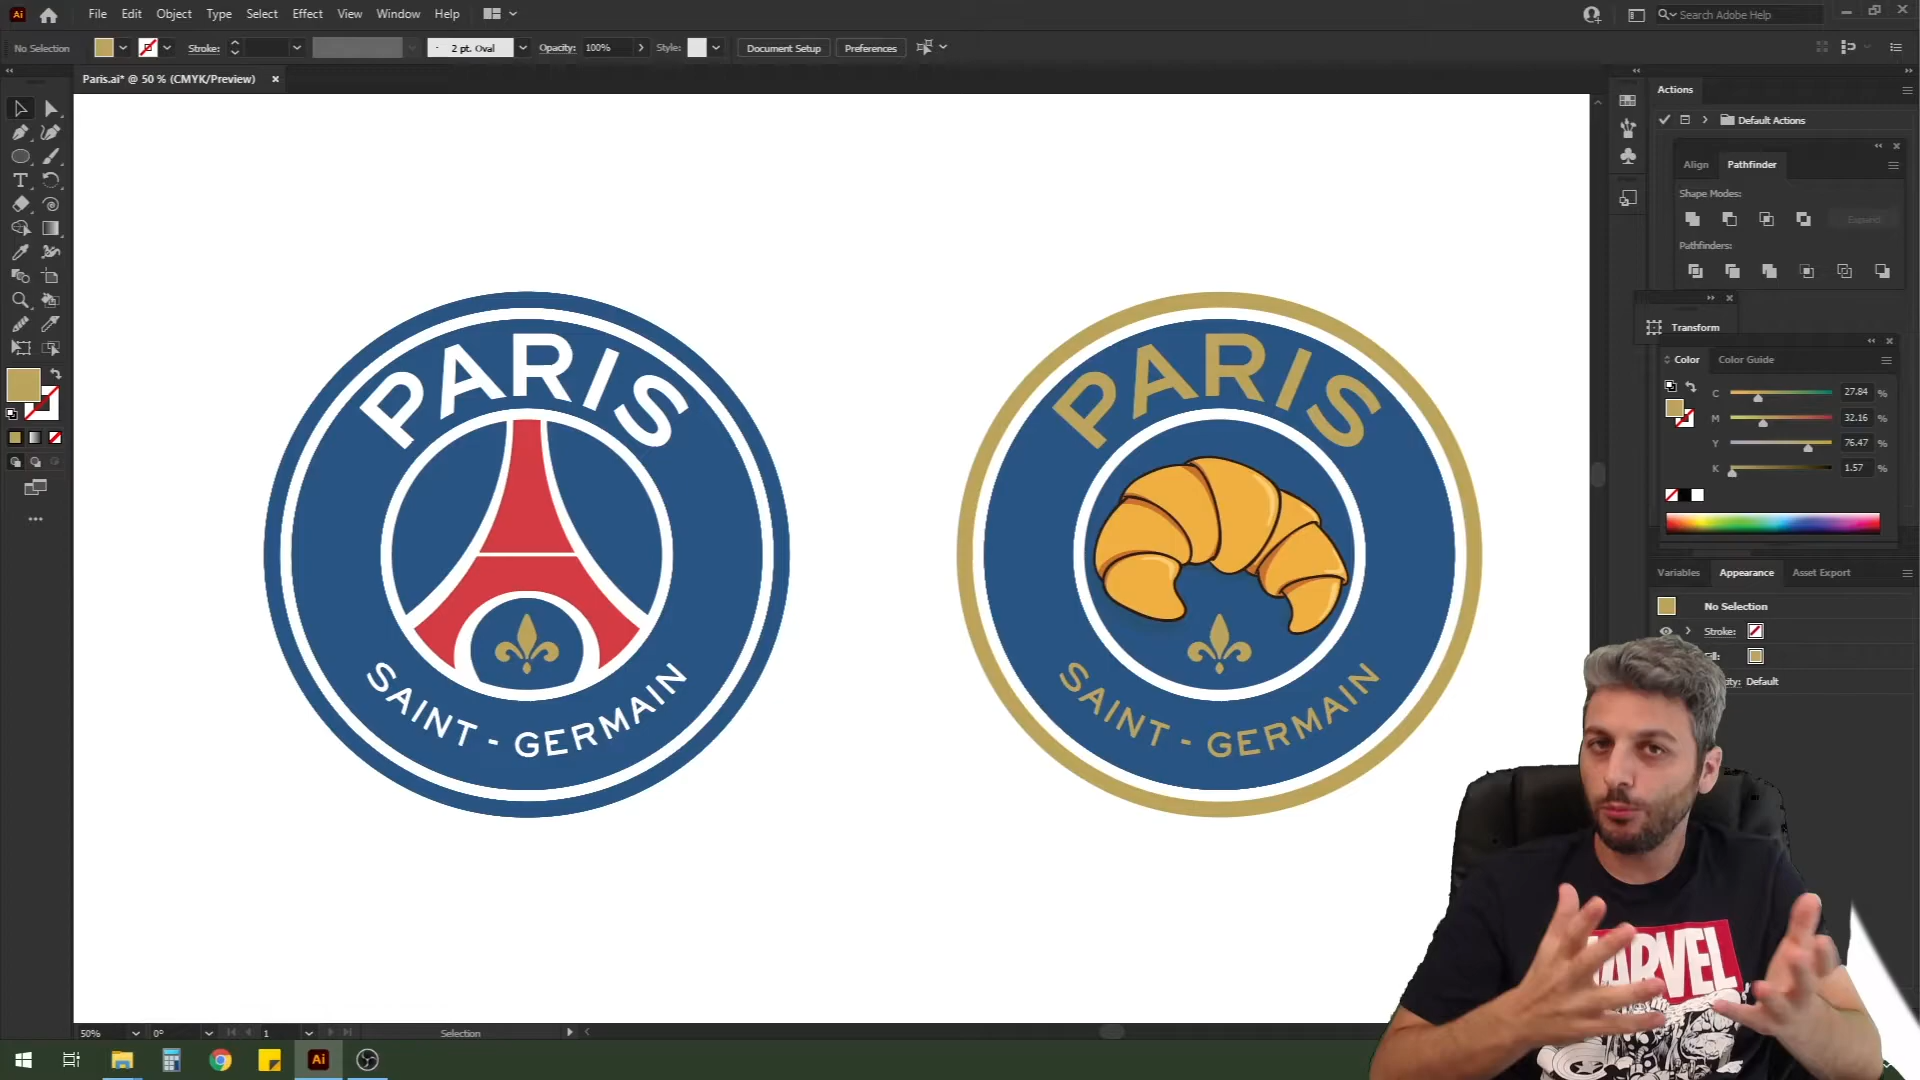 Ai File Edit Object Type Select Effect View Window Help Search Adobe Help
No Selection Stroke: 2 pt. Oval Opacity: 100% Style: Document Setup Preferences
Paris.ai* @ 50 % (CMYK/Preview)
Actions
Default Actions
Align Pathfinder
Shape Modes:
Expand
Pathfinders:
Transform
Color Color Guide
C 27.84 %
M 32.16 %
Y 76.47 %
K 1.57 %
Variables Appearance Asset Export
No Selection
Stroke:
Default
PARIS
SAINT - GERMAIN
PARIS
SAINT - GERMAIN
MARVEL
50% 0° 1 Selection
Ai